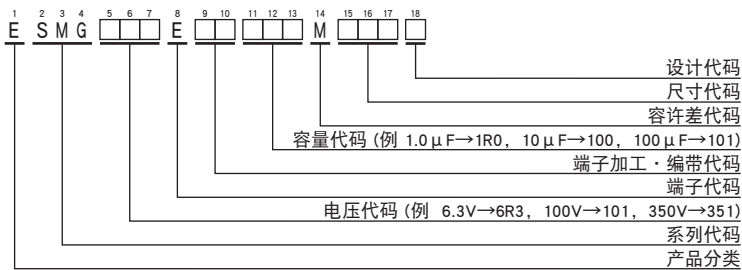 1 2 3 4 5 6 7 8 9 10 11 12 13 14 15 16 17 18
E SMG □□□ E □□ □□□ M □□□ □
设计代码
尺寸代码
容许差代码
容量代码 (例 1.0μF→1R0, 10μF→100, 100μF→101)
端子加工·编带代码
端子代码
电压代码 (例 6.3V→6R3, 100V→101, 350V→351)
系列代码
产品分类